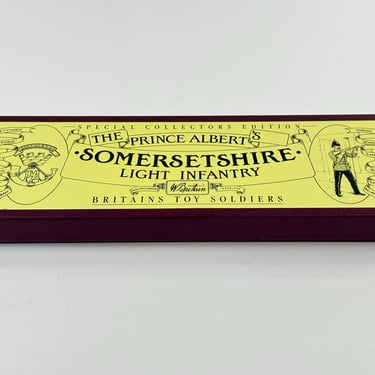 SPECIAL COLLECTORS EDITION
THE PRINCE ALBERT'S
·SOMERSETSHIRE·
LIGHT INFANTRY
W.Britain
BRITAINS TOY SOLDIERS